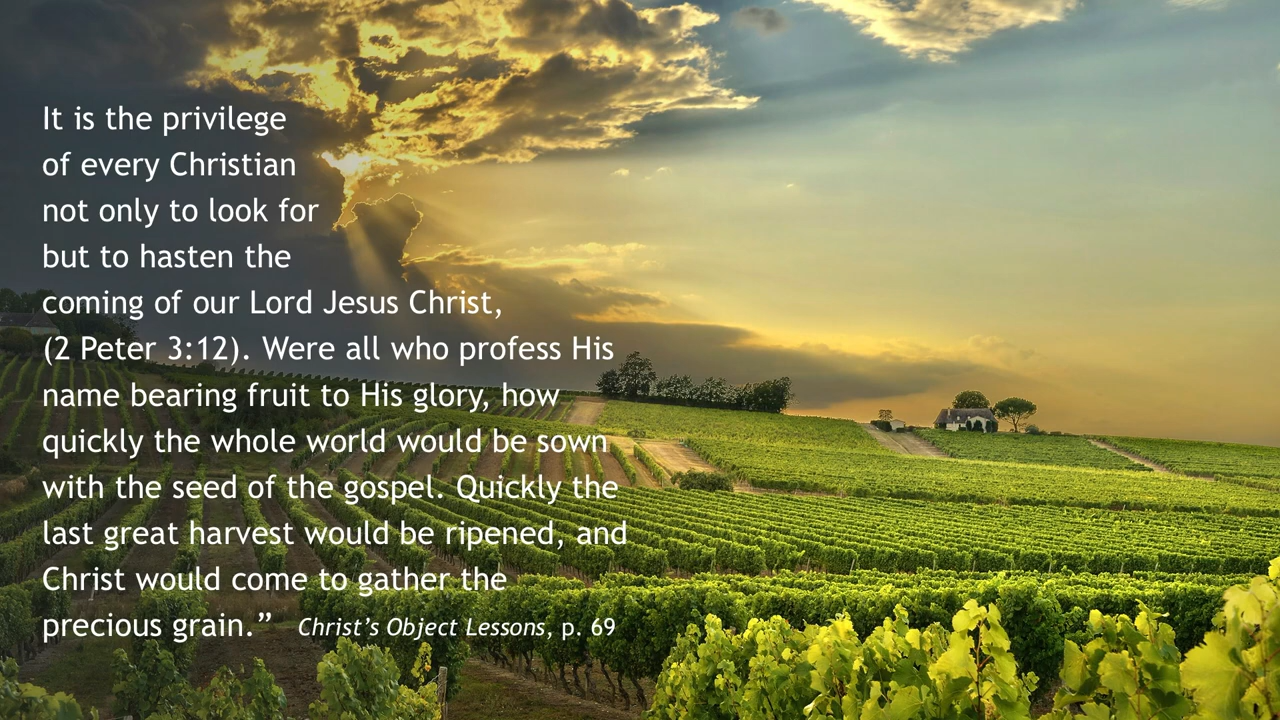 It is the privilege
of every Christian
not only to look for
but to hasten the
coming of our Lord Jesus Christ,
(2 Peter 3:12). Were all who profess His
name bearing fruit to His glory, how
quickly the whole world would be sown
with the seed of the gospel. Quickly the
last great harvest would be ripened, and
Christ would come to gather the
precious grain.” Christ’s Object Lessons, p. 69